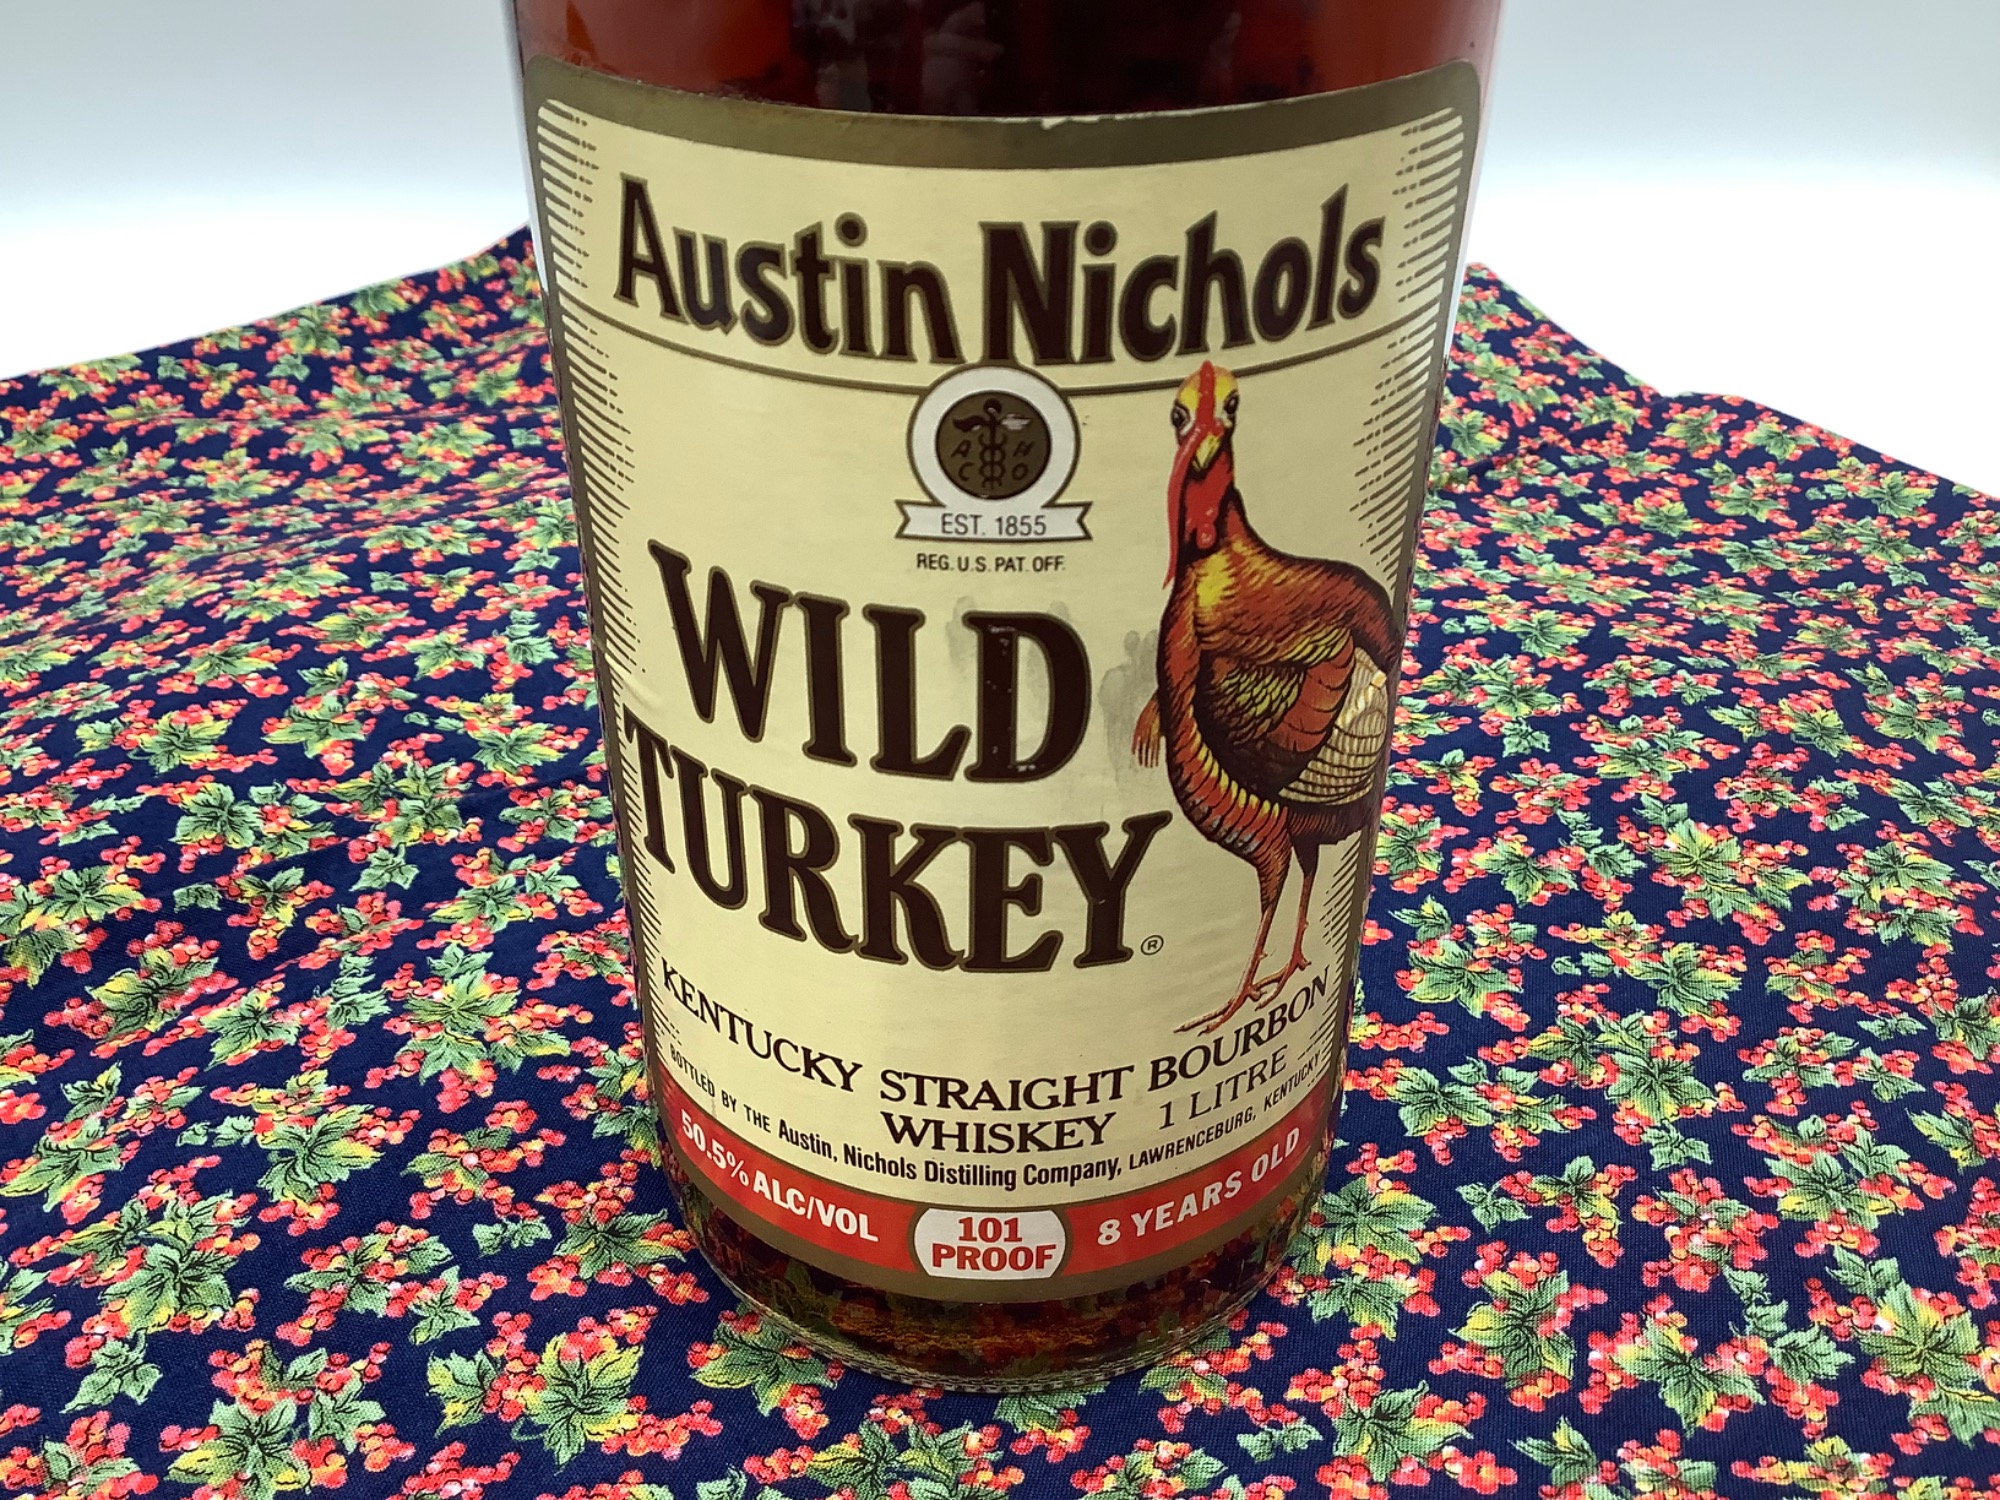 Austin Nichols
A N
C O
EST. 1855
REG. U.S. PAT. OFF.
WILD
TURKEY®
KENTUCKY STRAIGHT BOURBON
WHISKEY 1 LITRE
BOTTLED BY THE Austin, Nichols Distilling Company, LAWRENCEBURG, KENTUCKY
50.5% ALC/VOL 101 PROOF 8 YEARS OLD